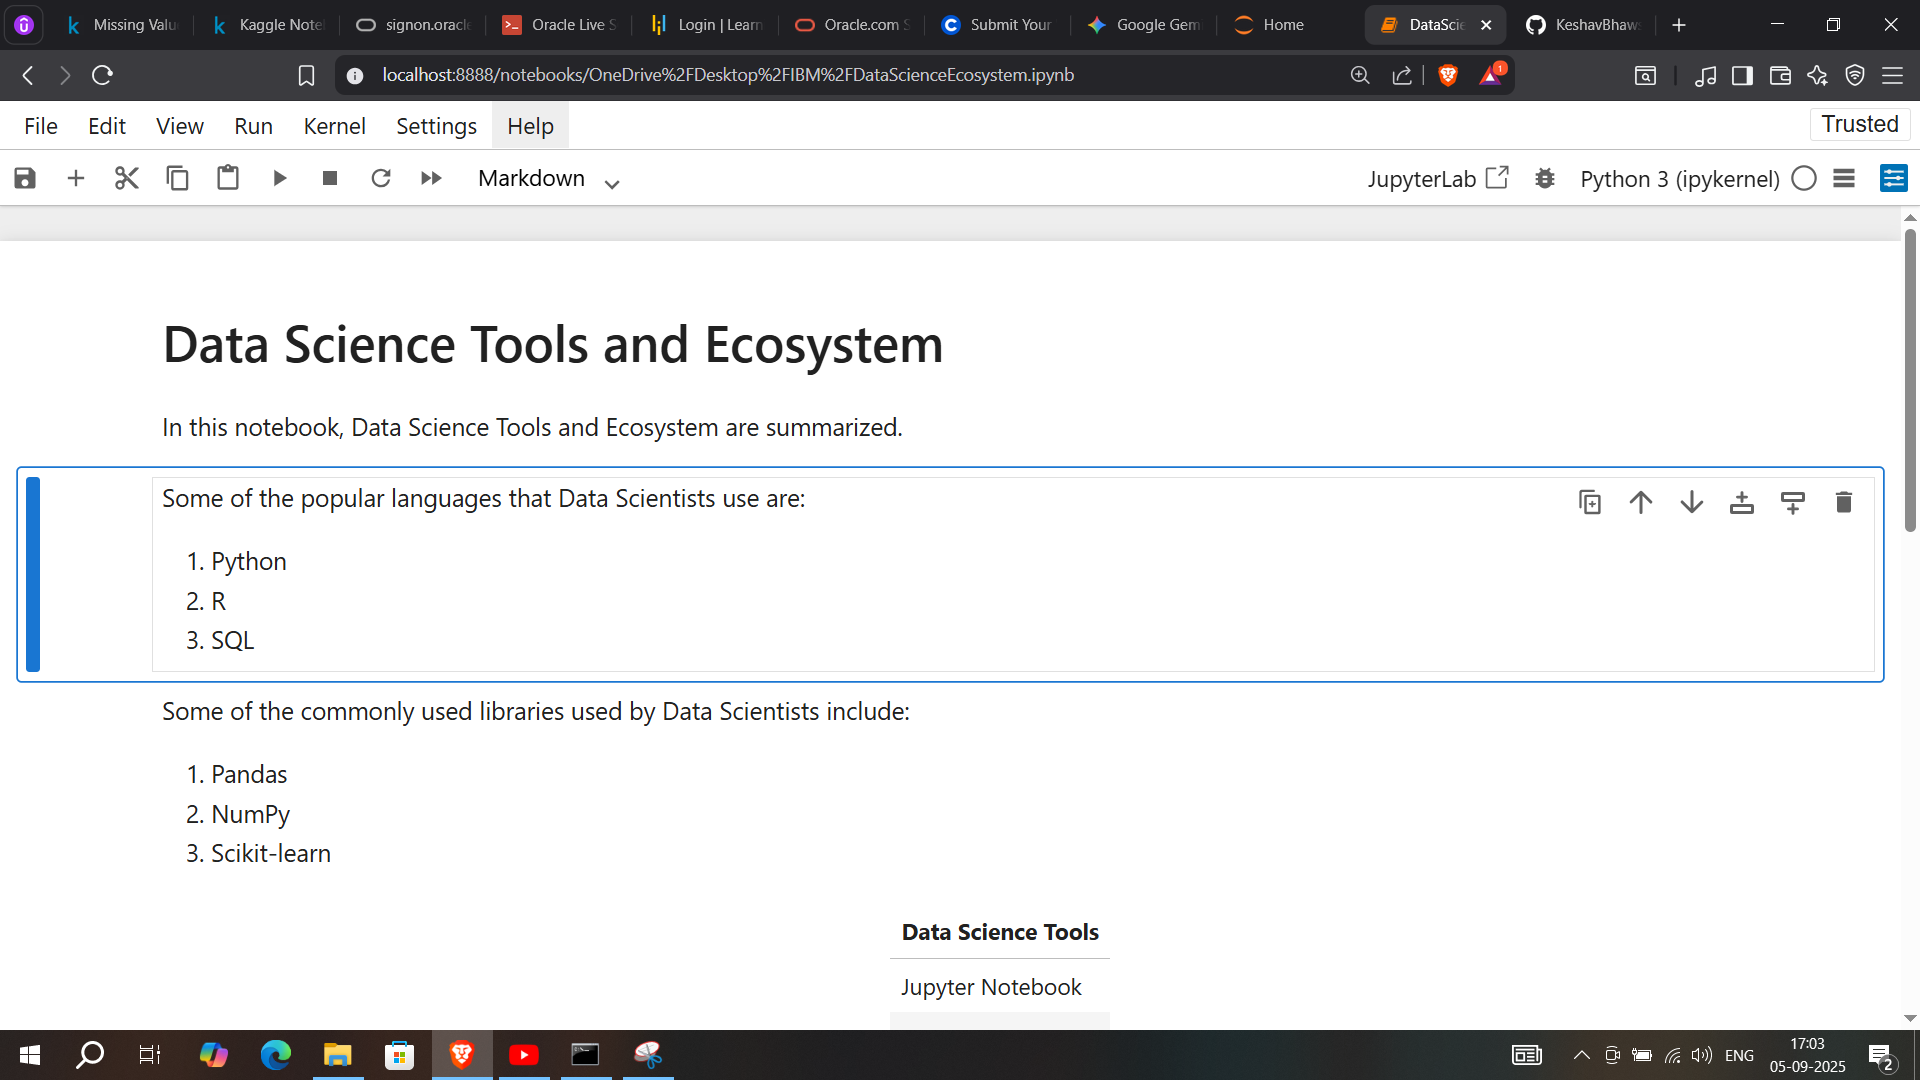 Missing Valu
Kaggle Note
signon.oracle
Oracle Live S
Login | Learn
Oracle.com S
Submit Your
Google Gem
Home
DataScie
KeshavBhaw
localhost:8888/notebooks/OneDrive%2FDesktop%2FIBM%2FDataScienceEcosystem.ipynb
1
File Edit View Run Kernel Settings Help
Trusted
Markdown
JupyterLab
Python 3 (ipykernel)
Data Science Tools and Ecosystem
In this notebook, Data Science Tools and Ecosystem are summarized.
Some of the popular languages that Data Scientists use are:
1. Python
2. R
3. SQL
Some of the commonly used libraries used by Data Scientists include:
1. Pandas
2. NumPy
3. Scikit-learn
Data Science Tools
Jupyter Notebook
ENG
17:03
05-09-2025
2